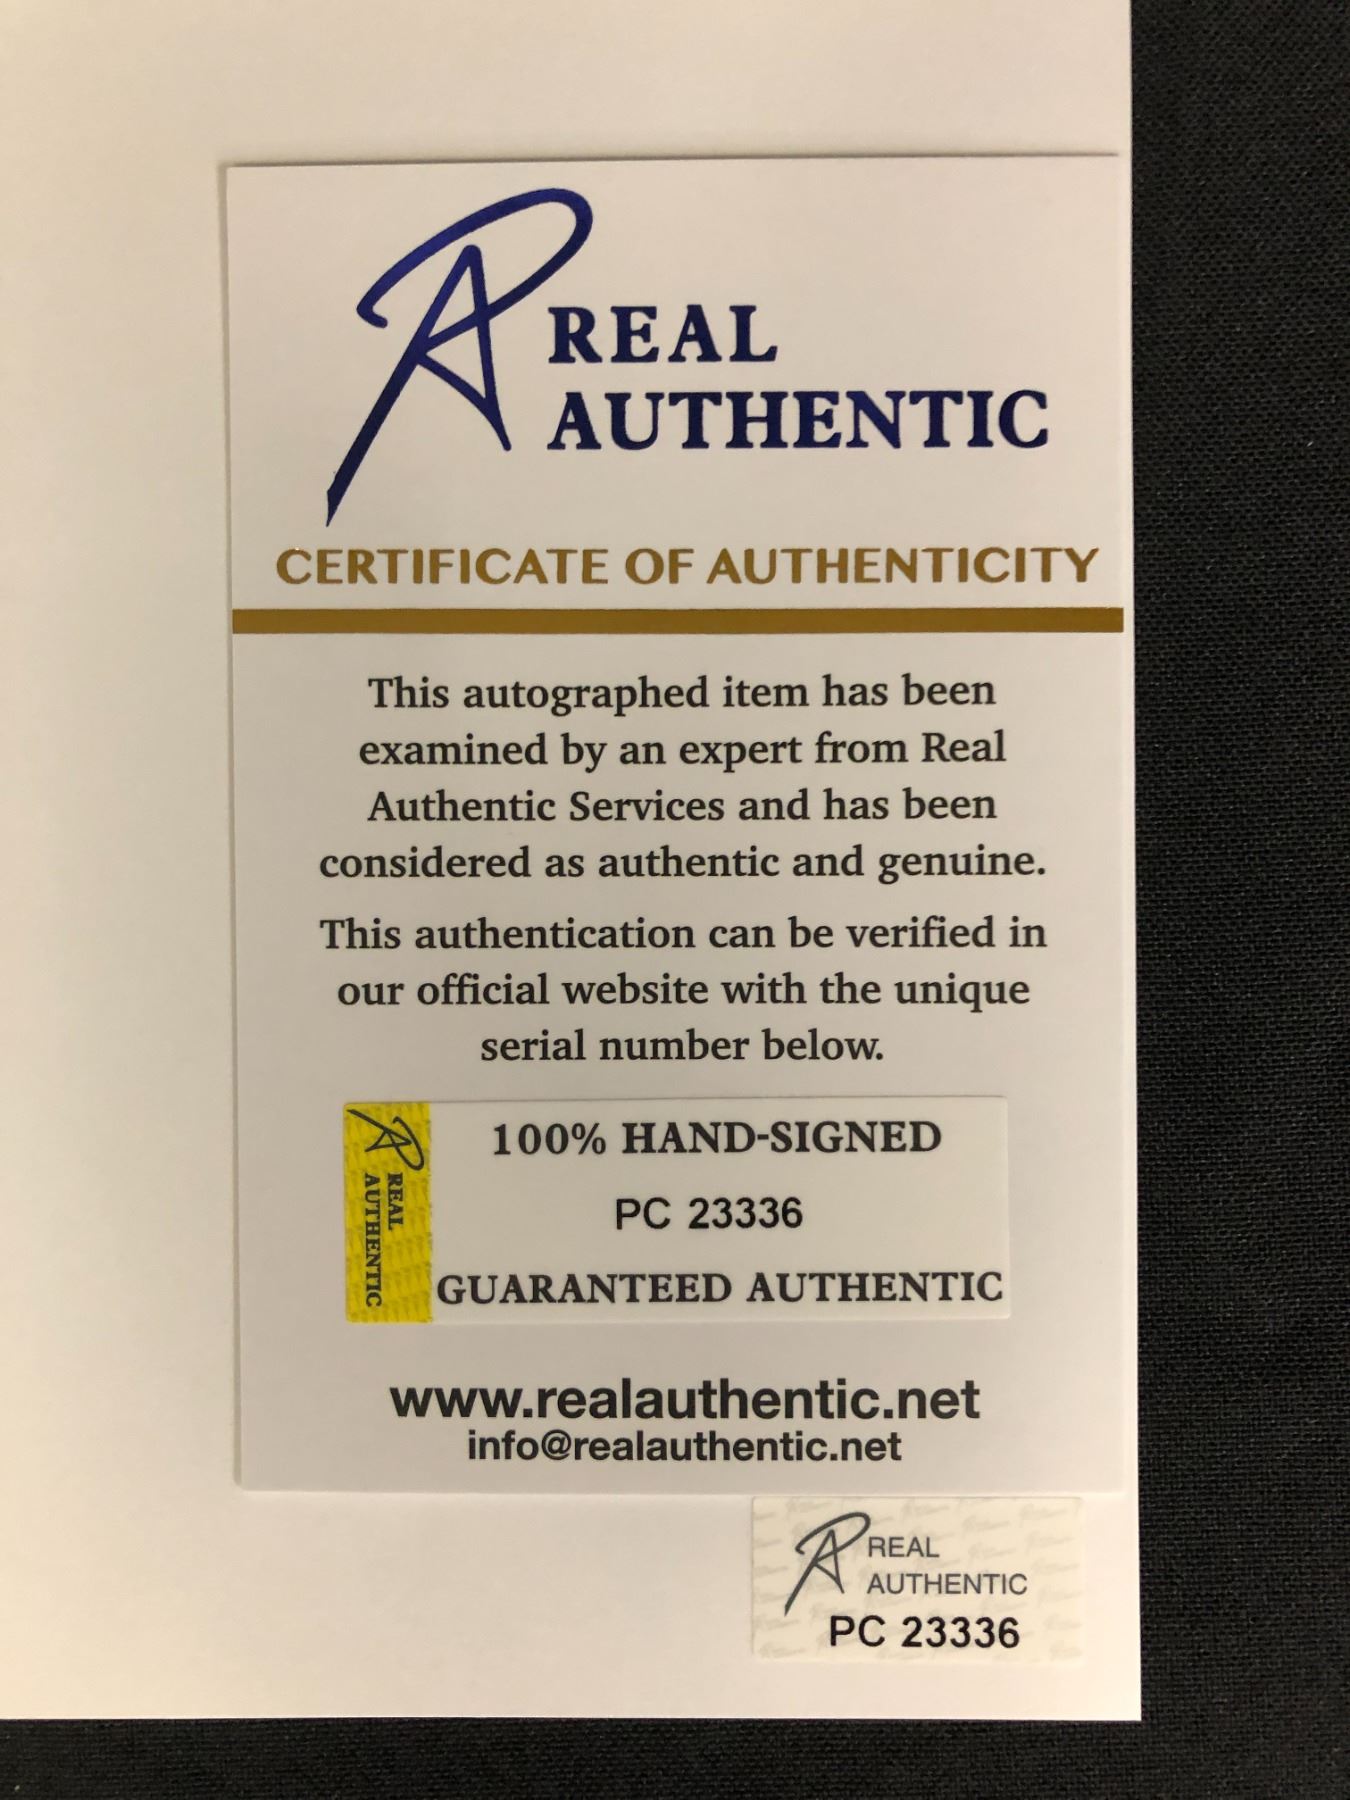 REAL
AUTHENTIC
CERTIFICATE OF AUTHENTICITY
This autographed item has been
examined by an expert from Real
Authentic Services and has been
considered as authentic and genuine.
This authentication can be verified in
our official website with the unique
serial number below.
REAL
AUTHENTIC
100% HAND-SIGNED
PC 23336
GUARANTEED AUTHENTIC
www.realauthentic.net
info@realauthentic.net
REAL
AUTHENTIC
PC 23336